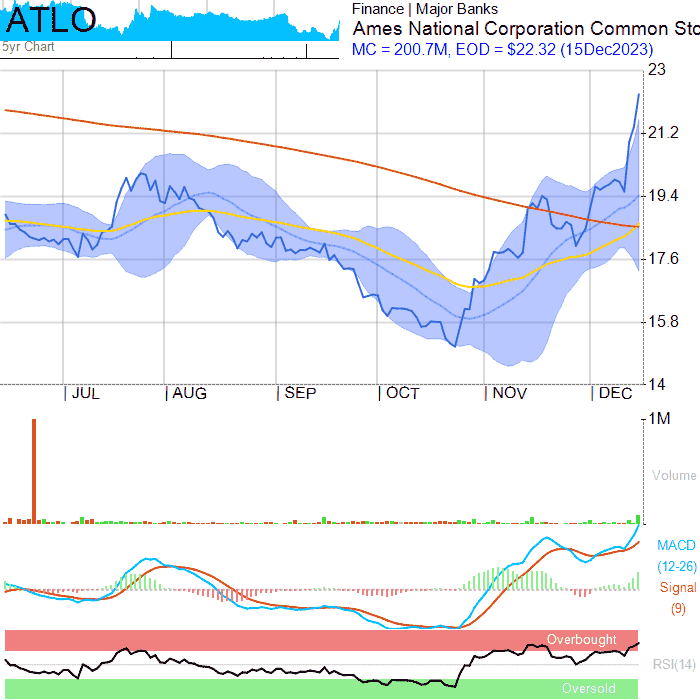 ATLO
5yr Chart
Finance | Major Banks
Ames National Corporation Common Sto
MC = 200.7M, EOD = $22.32 (15Dec2023)
23
21.2
19.4
17.6
15.8
14
JUL AUG SEP OCT NOV DEC
1M
Volume
MACD
(12-26)
Signal
(9)
Overbought
RSI(14)
Oversold